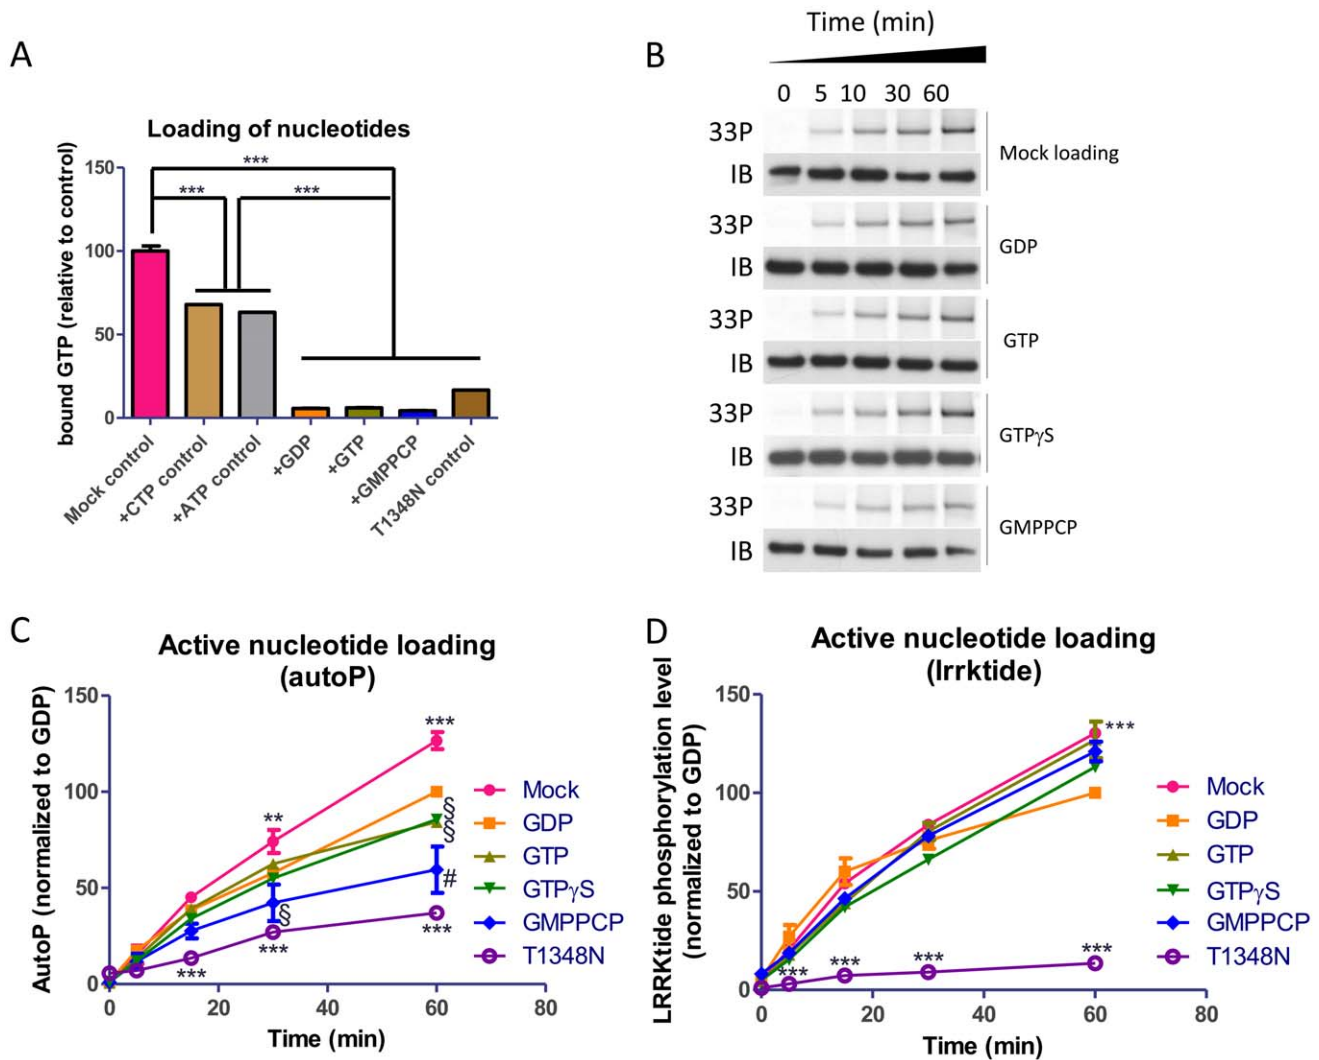 A
Loading of nucleotides
bound GTP (relative to control)
150
100
50
0
***
***
***
Mock control
+CTP control
+ATP control
+GDP
+GTP
+GMPPCP
T1348N control
B
Time (min)
0 5 10 30 60
33P
IB
Mock loading
33P
IB
GDP
33P
IB
GTP
33P
IB
GTPγS
33P
IB
GMPPCP
C
Active nucleotide loading
(autoP)
AutoP (normalized to GDP)
150
100
50
0
0 20 40 60 80
Time (min)
**
***
§
§
§
#
***
***
***
Mock
GDP
GTP
GTPγS
GMPPCP
T1348N
D
Active nucleotide loading
(lrrktide)
LRRKtide phosphorylation level
(normalized to GDP)
150
100
50
0
0 20 40 60 80
Time (min)
***
***
***
***
***
Mock
GDP
GTP
GTPγS
GMPPCP
T1348N